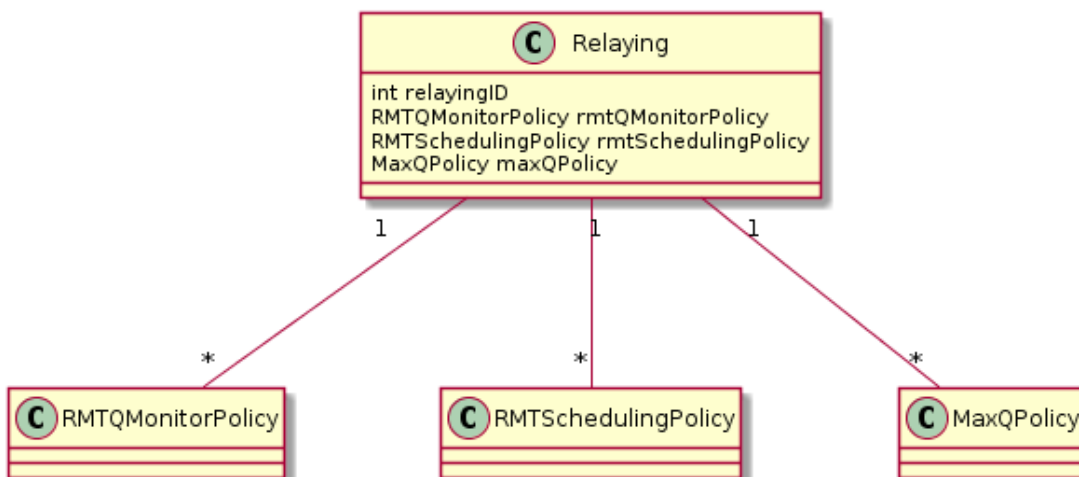 C Relaying
int relayingID
RMTQMonitorPolicy rmtQMonitorPolicy
RMTSchedulingPolicy rmtSchedulingPolicy
MaxQPolicy maxQPolicy
1 1 1
* * *
C RMTQMonitorPolicy C RMTSchedulingPolicy C MaxQPolicy